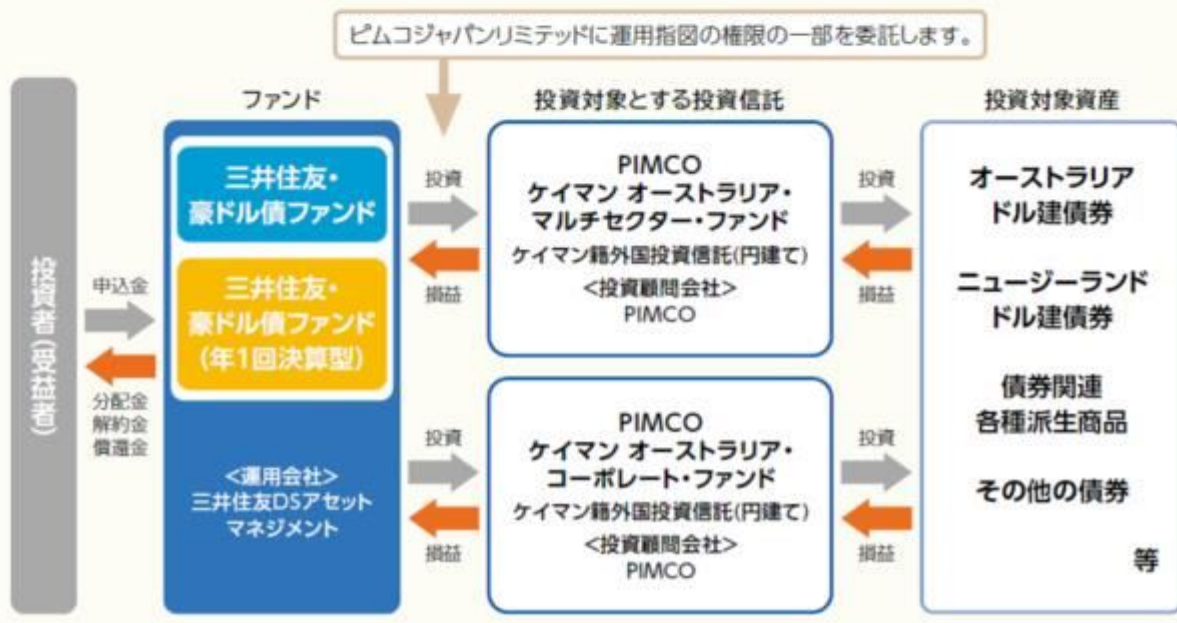 ピムコジャパンリミテッドに運用指図の権限の一部を委託します。
ファンド
投資対象とする投資信託
投資対象資産
投資者(受益者)
申込金
分配金
解約金
償還金
三井住友・
豪ドル債ファンド
三井住友・
豪ドル債ファンド
(年1回決算型)
<運用会社>
三井住友DSアセット
マネジメント
投資
損益
投資
損益
PIMCO
ケイマン オーストラリア・
マルチセクター・ファンド
ケイマン籍外国投資信託(円建て)
<投資顧問会社>
PIMCO
PIMCO
ケイマン オーストラリア・
コーポレート・ファンド
ケイマン籍外国投資信託(円建て)
<投資顧問会社>
PIMCO
投資
損益
投資
損益
オーストラリア
ドル建債券
ニュージーランド
ドル建債券
債券関連
各種派生商品
その他の債券
等